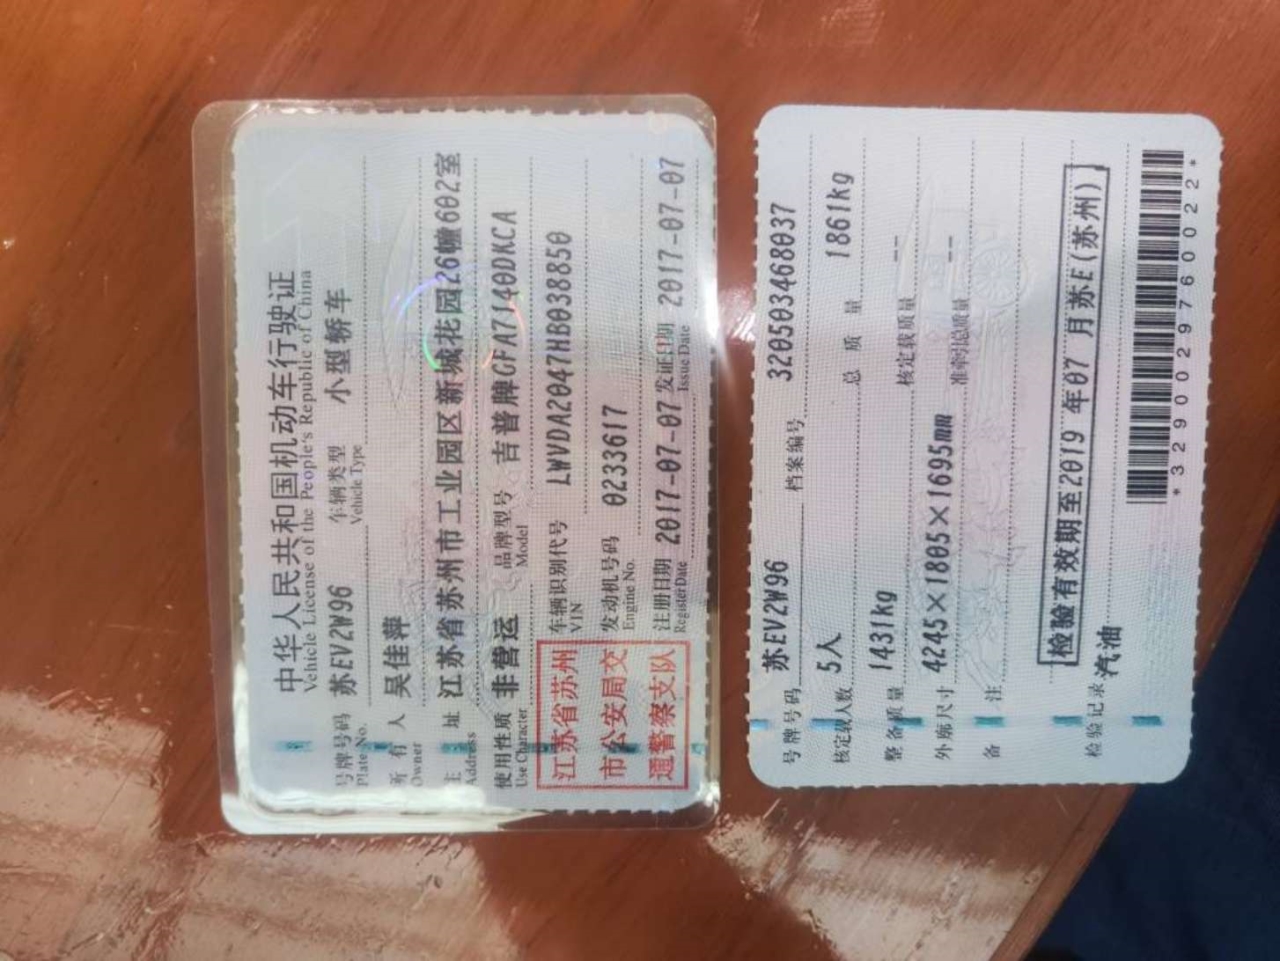 中华人民共和国机动车行驶证
Vehicle License of the People's Republic of China
号牌号码 苏EV2W96 车辆类型 小型轿车
Plate No. Vehicle Type
所有人 吴佳萍
Owner
主址 江苏省苏州市工业园区新城花园26幢602室
Address
使用性质 非营运 品牌型号 吉普牌GFA7140DKCA
Use Character Model
江苏省苏州
市公安局交
通警察支队
车辆识别代号 LWVDA2047HB038850
VIN
发动机号码 0233617
Engine No.
注册日期 2017-07-07 发证日期 2017-07-07
Register Date Issue Date
号牌号码 苏EV2W96 档案编号 320503468037
核定载人数 5人 总质量 1861kg
整备质量 1431kg 核定载质量 --
外廓尺寸 4245×1805×1695mm 准牵引总质量 --
备注
检验有效期至2019年07月苏E(苏州)
检验记录 汽油
*3290029760022*